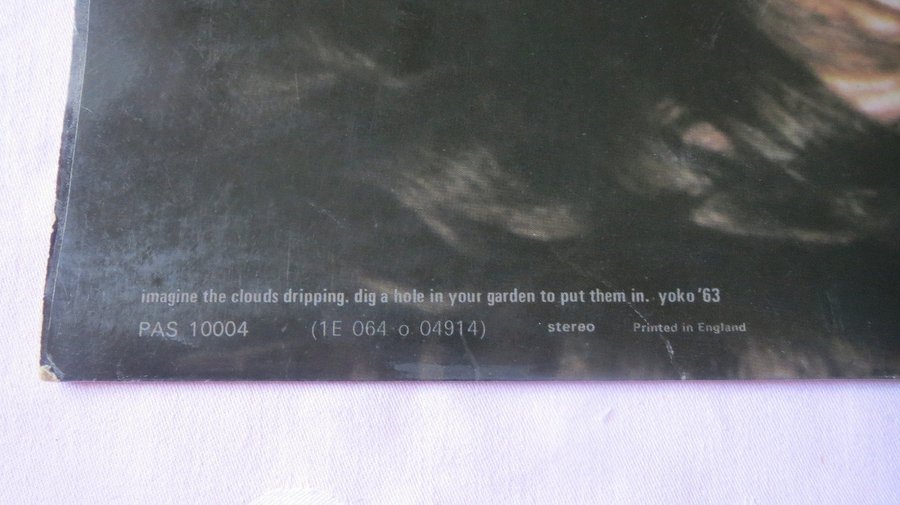 imagine the clouds dripping. dig a hole in your garden to put them in. yoko '63
PAS 10004 (1E 064 o 04914) stereo Printed in England